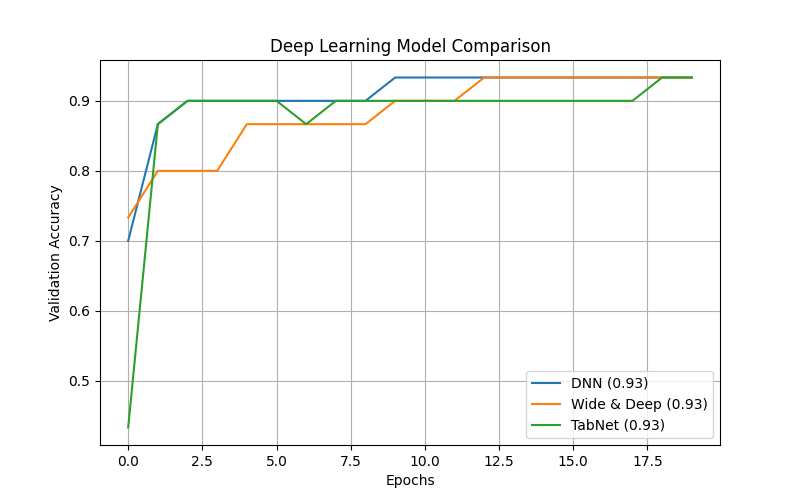 Deep Learning Model Comparison
Validation Accuracy
0.9
0.8
0.7
0.6
0.5
0.0 2.5 5.0 7.5 10.0 12.5 15.0 17.5
Epochs
DNN (0.93)
Wide & Deep (0.93)
TabNet (0.93)